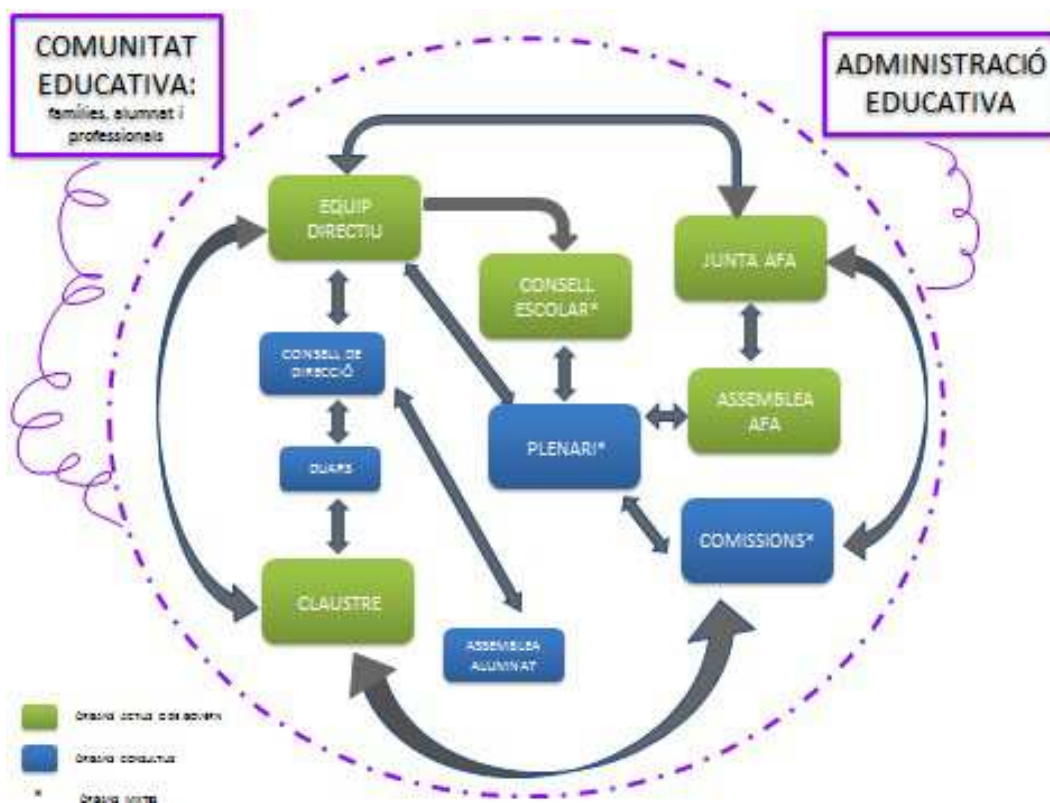 COMUNITAT
EDUCATIVA:
famílies, alumnat i
professionals
ADMINISTRACIÓ
EDUCATIVA
EQUIP
DIRECTIU
JUNTA AFA
CONSELL
ESCOLAR*
CONSELL DE
DIRECCIÓ
ASSEMBLEA
AFA
PLENARI*
COMISSIONS*
CLAUSTRE
ASSEMBLEA
ALUMNAT
*